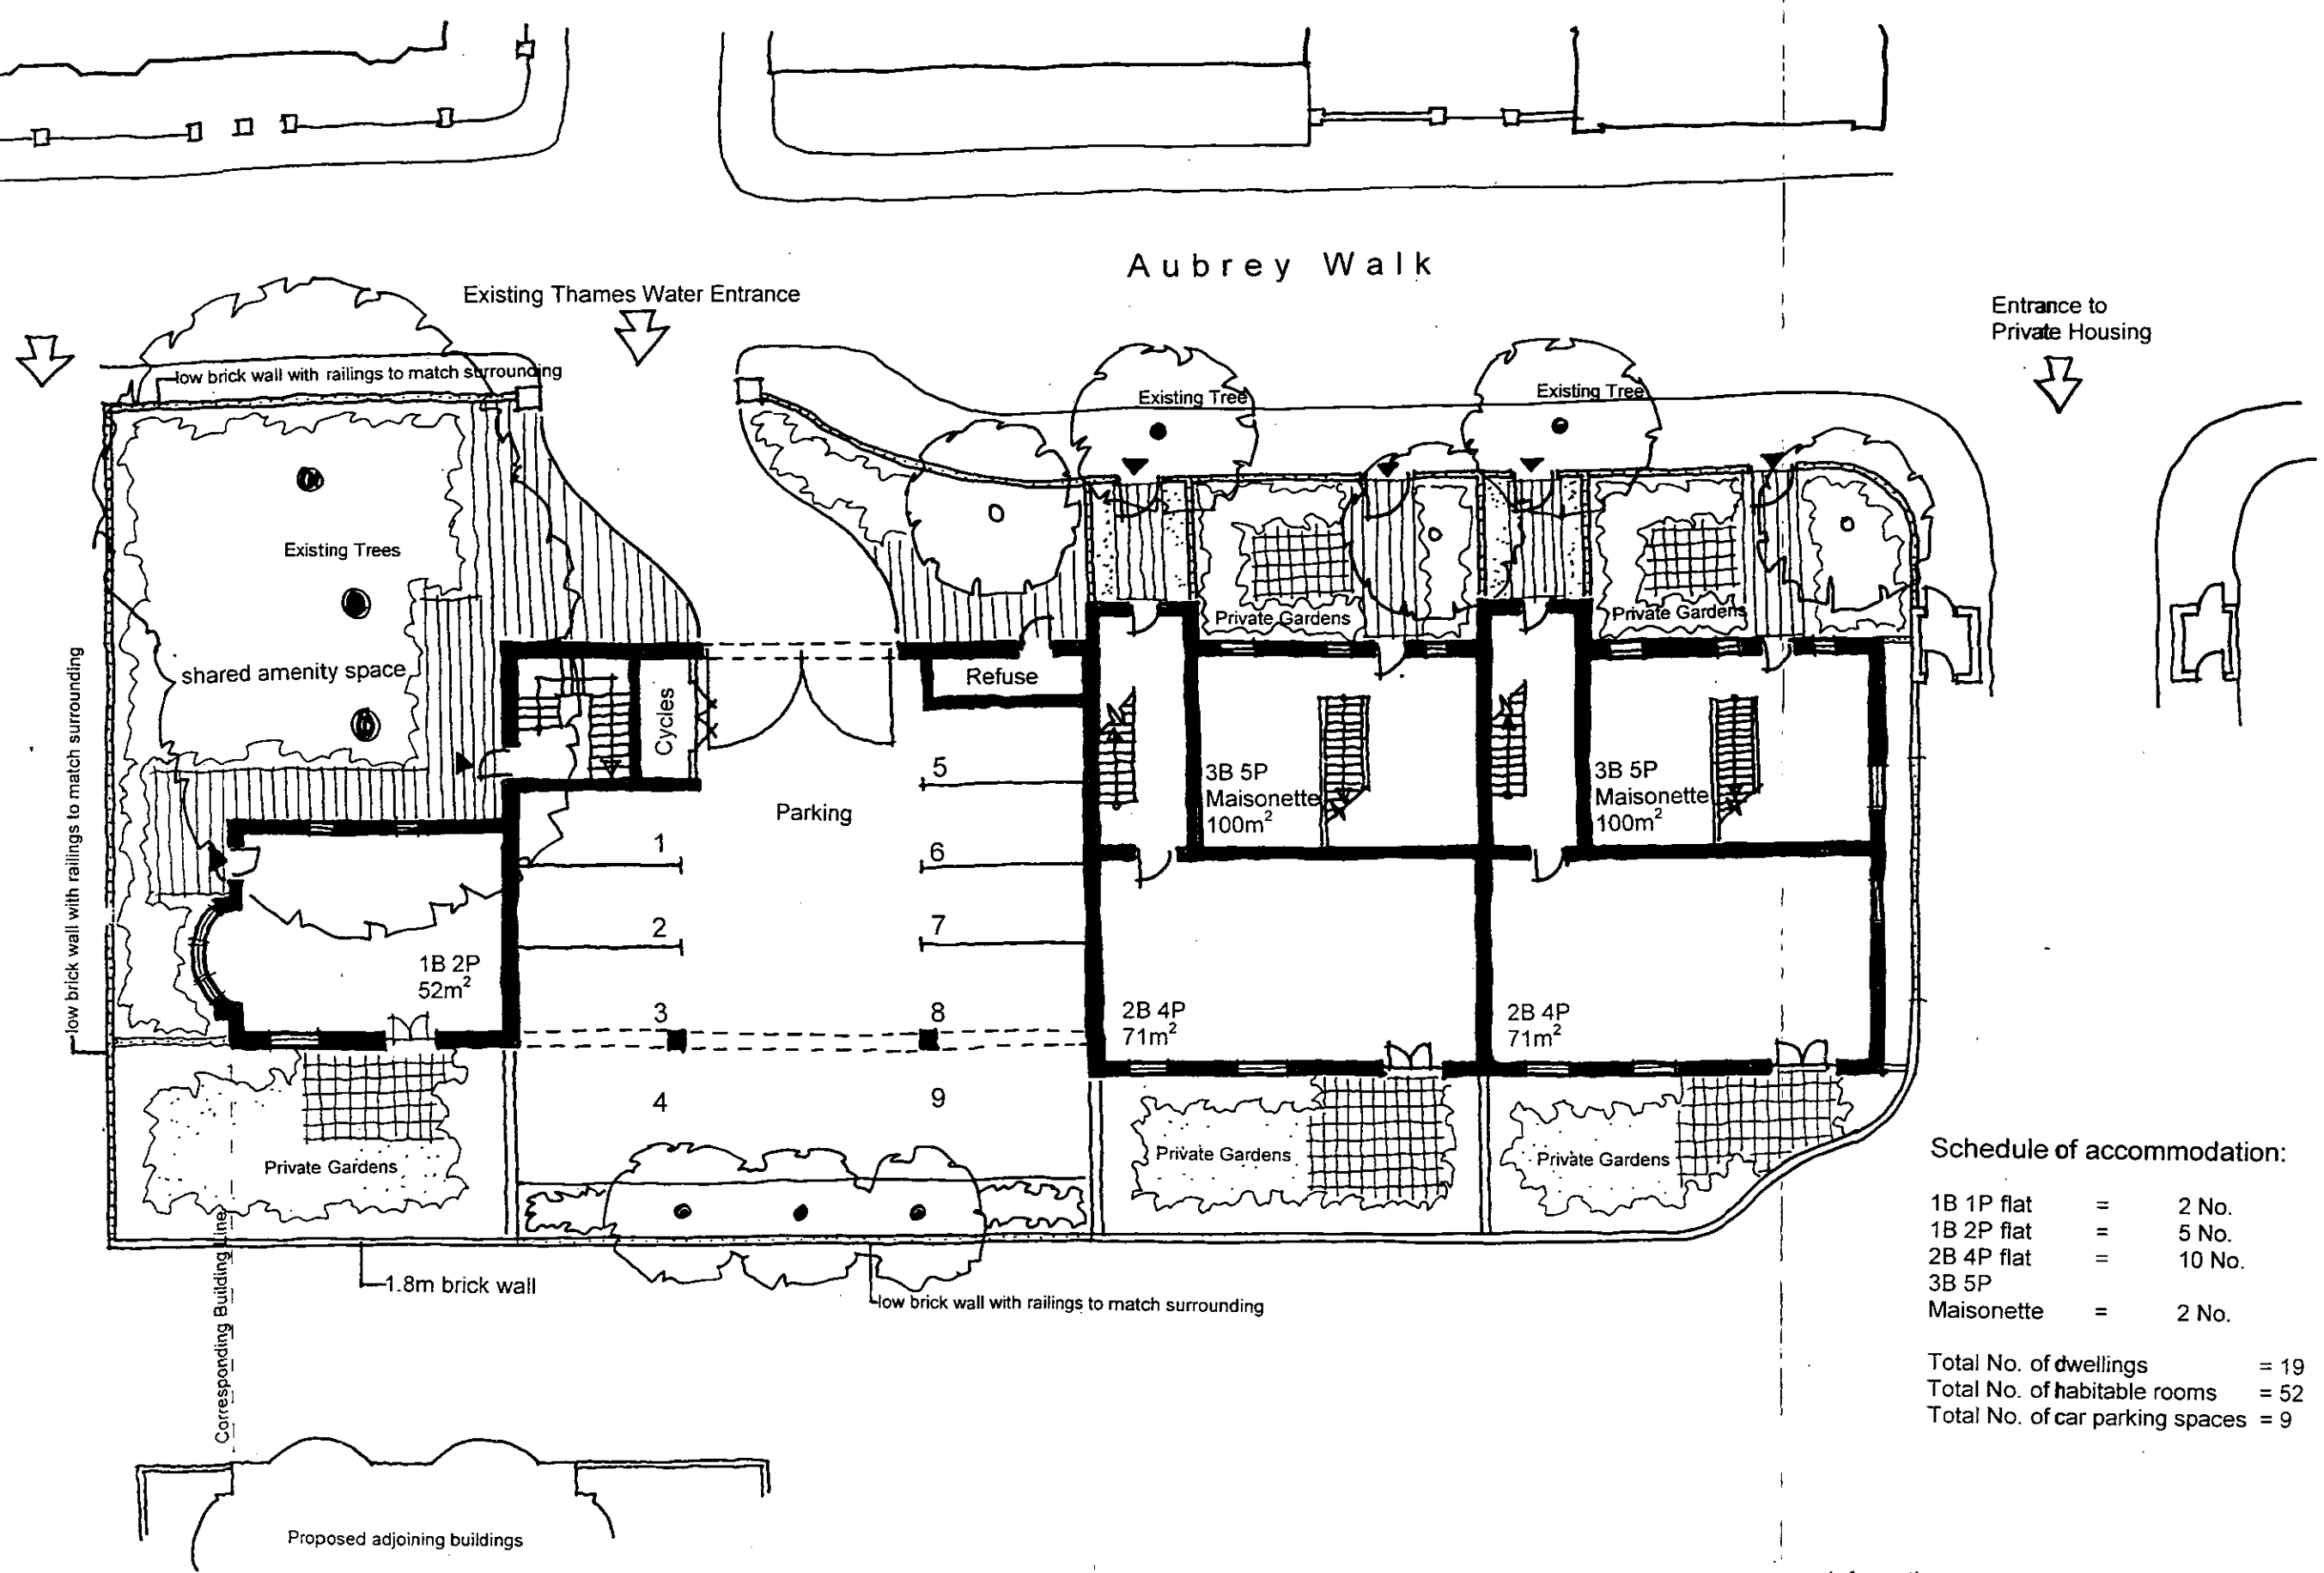 Aubrey Walk
Existing Thames Water Entrance
Entrance to
Private Housing
low brick wall with railings to match surrounding
Existing Tree
Existing Tree
Existing Trees
shared amenity space
low brick wall with railings to match surrounding
Private Gardens
Private Gardens
Refuse
Cycles
Parking
1
2
3
4
5
6
7
8
9
3B 5P
Maisonette
100m²
3B 5P
Maisonette
100m²
1B 2P
52m²
2B 4P
71m²
2B 4P
71m²
Private Gardens
Private Gardens
Private Gardens
Corresponding Building Line
1.8m brick wall
low brick wall with railings to match surrounding
Proposed adjoining buildings
Schedule of accommodation:
1B 1P flat = 2 No.
1B 2P flat = 5 No.
2B 4P flat = 10 No.
3B 5P
Maisonette = 2 No.
Total No. of dwellings = 19
Total No. of habitable rooms = 52
Total No. of car parking spaces = 9